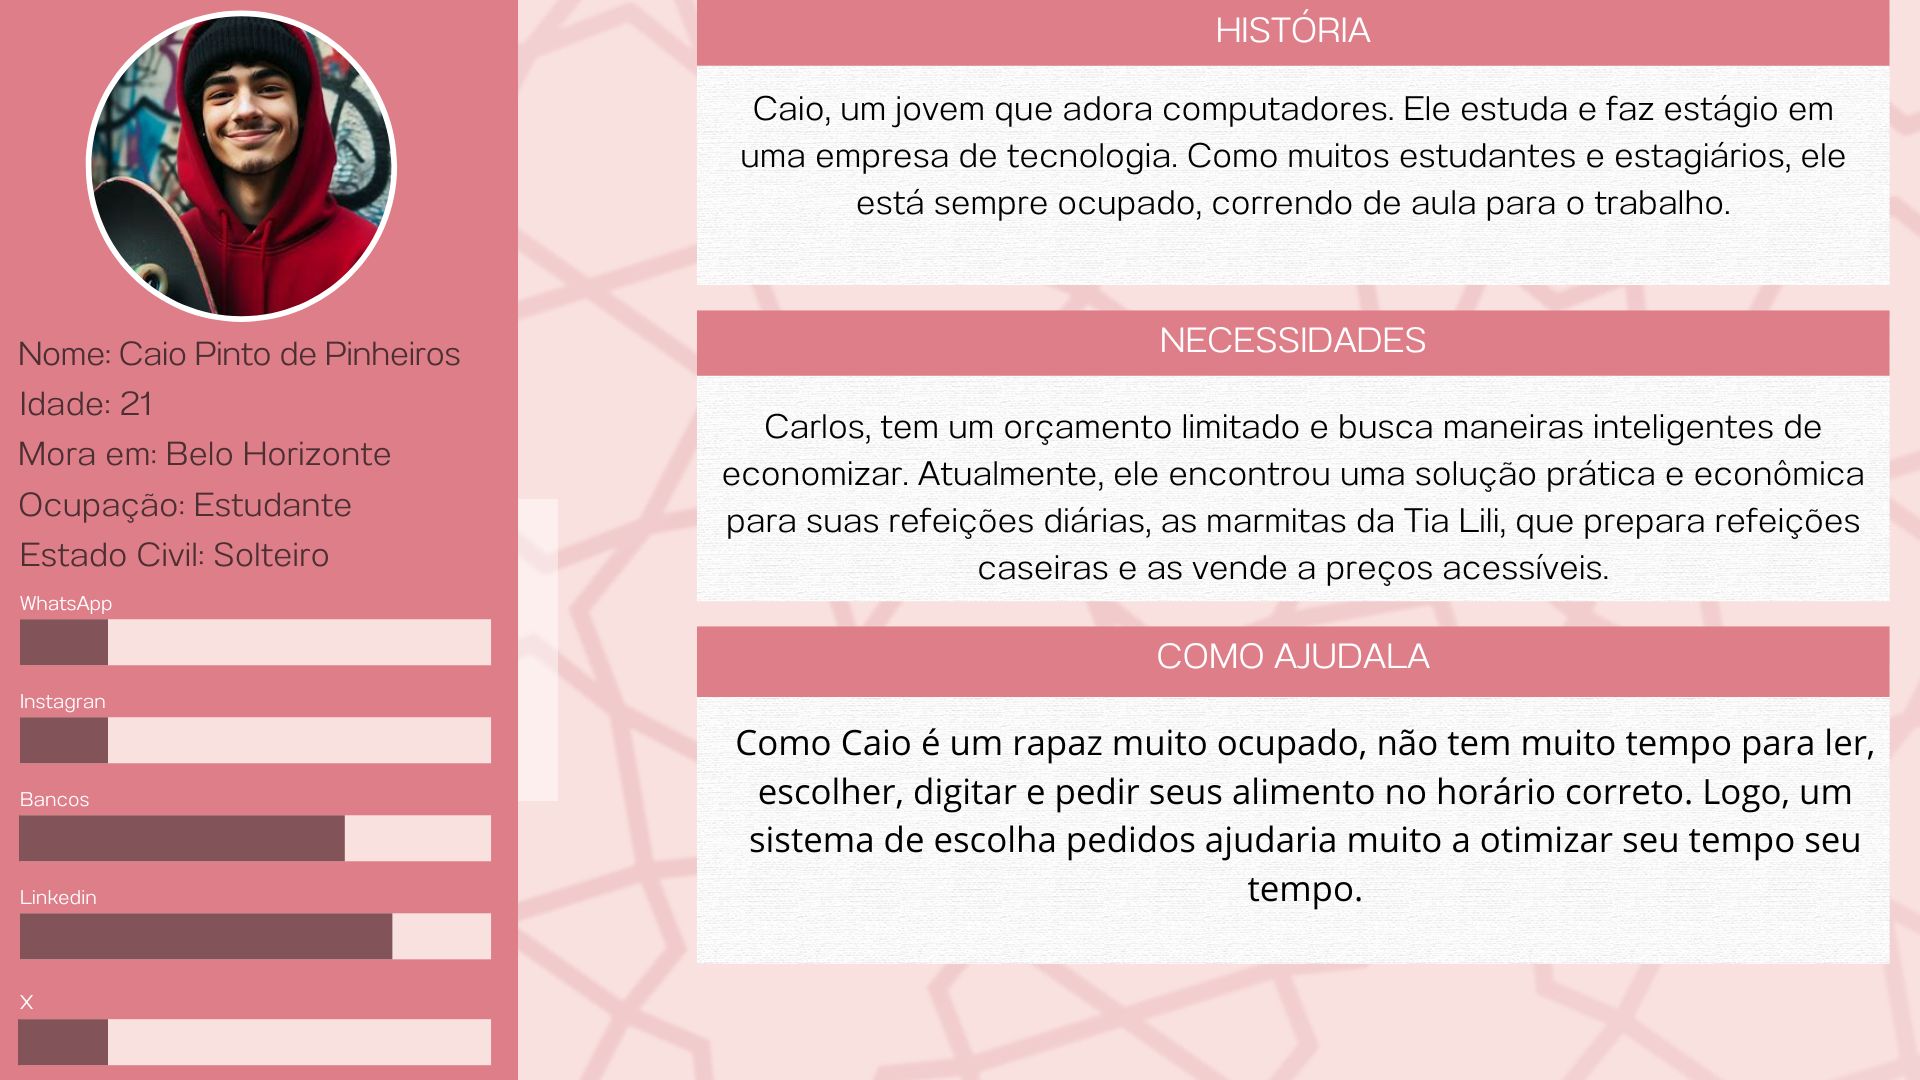 Nome: Caio Pinto de Pinheiros
Idade: 21
Mora em: Belo Horizonte
Ocupação: Estudante
Estado Civil: Solteiro
WhatsApp
Instagran
Bancos
Linkedin
X
HISTÓRIA
Caio, um jovem que adora computadores. Ele estuda e faz estágio em
uma empresa de tecnologia. Como muitos estudantes e estagiários, ele
está sempre ocupado, correndo de aula para o trabalho.
NECESSIDADES
Carlos, tem um orçamento limitado e busca maneiras inteligentes de
economizar. Atualmente, ele encontrou uma solução prática e econômica
para suas refeições diárias, as marmitas da Tia Lili, que prepara refeições
caseiras e as vende a preços acessíveis.
COMO AJUDALA
Como Caio é um rapaz muito ocupado, não tem muito tempo para ler,
escolher, digitar e pedir seus alimento no horário correto. Logo, um
sistema de escolha pedidos ajudaria muito a otimizar seu tempo seu
tempo.